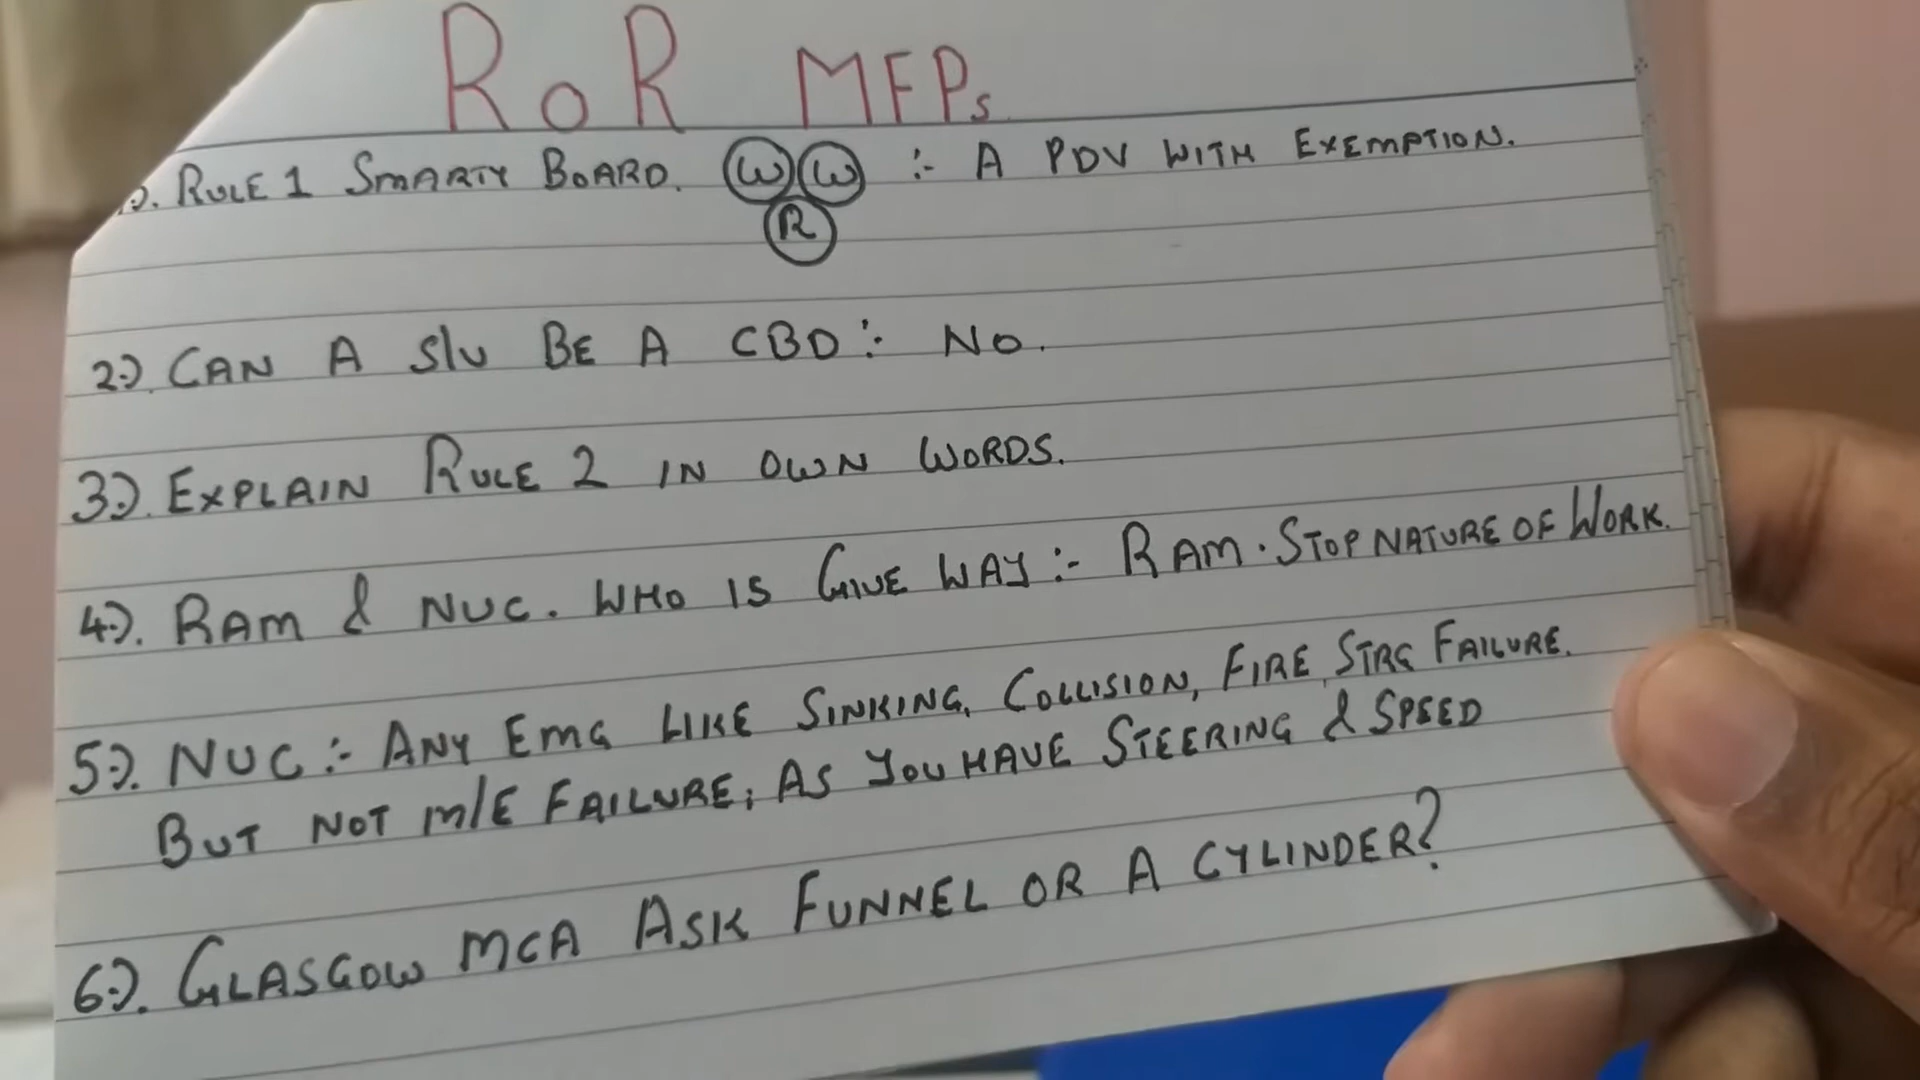 RoR MFPs
1). RULE 1 SMARTY BOARD. W W :- A PDV WITH EXEMPTION.
R
2). CAN A S/V BE A CBD :- NO.
3). EXPLAIN RULE 2 IN OWN WORDS.
4). RAM & NUC. WHO IS GIVE WAY :- RAM. STOP NATURE OF WORK.
5). NUC :- ANY EMG LIKE SINKING, COLLISION, FIRE, STRG FAILURE.
BUT NOT M/E FAILURE, AS YOU HAVE STEERING & SPEED
6). GLASGOW MCA ASK FUNNEL OR A CYLINDER?